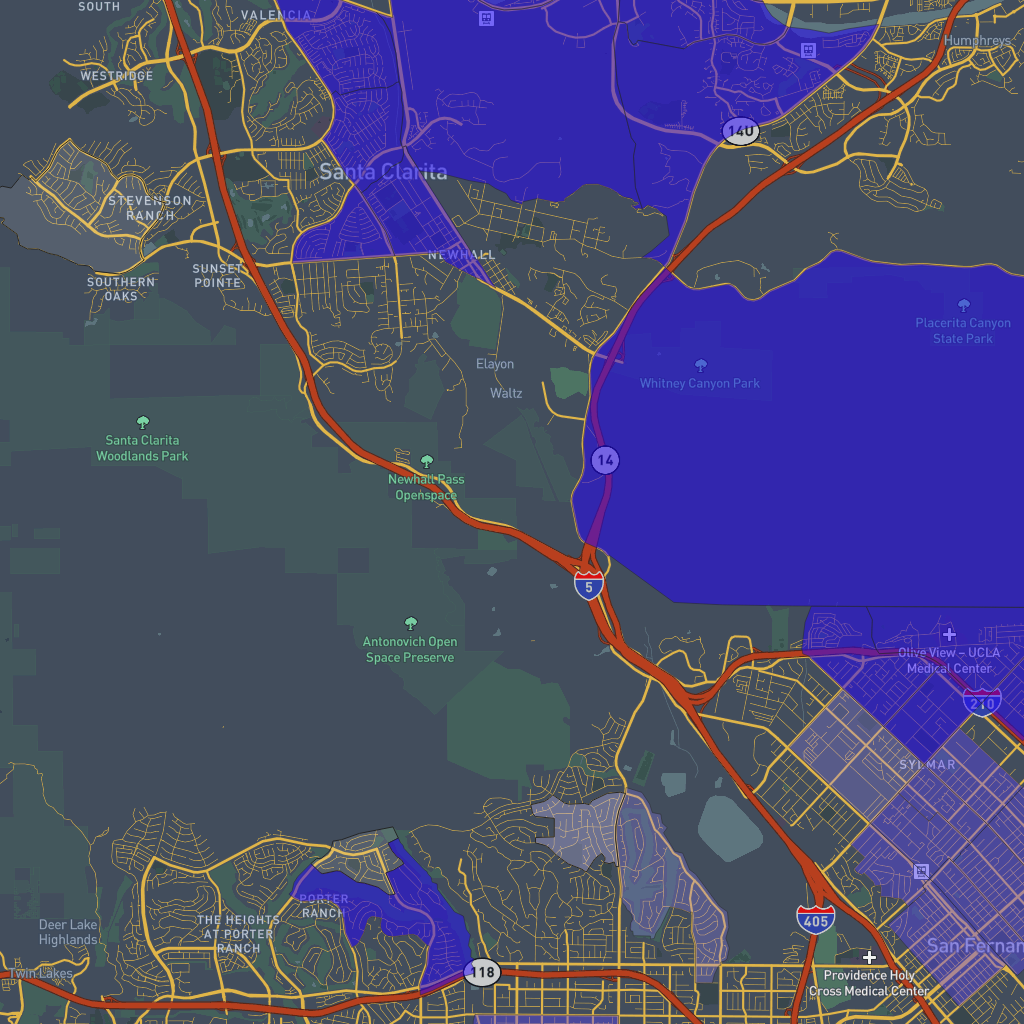 SOUTH
VALENCIA
Humphreys
WESTRIDGE
14U
Santa Clarita
STEVENSON
RANCH
NEWHALL
SUNSET
POINTE
SOUTHERN
OAKS
Placerita Canyon
State Park
Elayon
Whitney Canyon Park
Waltz
Santa Clarita
Woodlands Park
14
Newhall Pass
Openspace
5
Antonovich Open
Space Preserve
Olive View – UCLA
Medical Center
210
SYLMAR
PORTER
RANCH
THE HEIGHTS
AT PORTER
RANCH
Deer Lake
Highlands
405
San Fernan
Twin Lakes
118
Providence Holy
Cross Medical Center